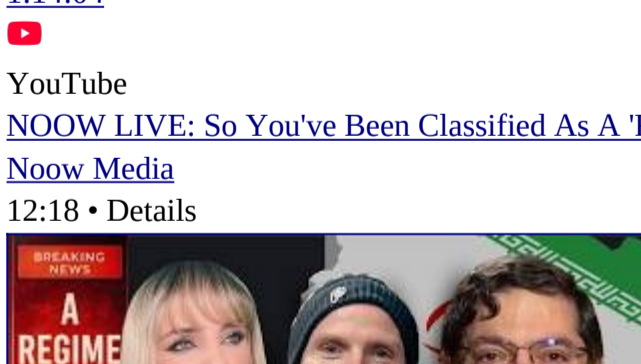 YouTube
NOOW LIVE: So You've Been Classified As A
Noow Media
12:18 • Details
BREAKING
NEWS
A
REGIME